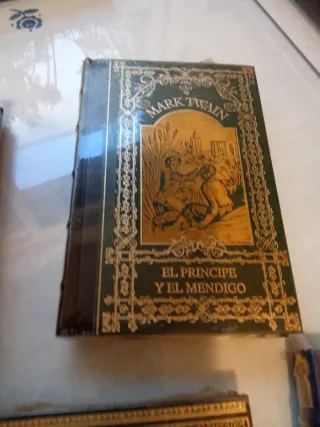 MARK TWAIN
EL PRINCIPE
Y EL MENDIGO